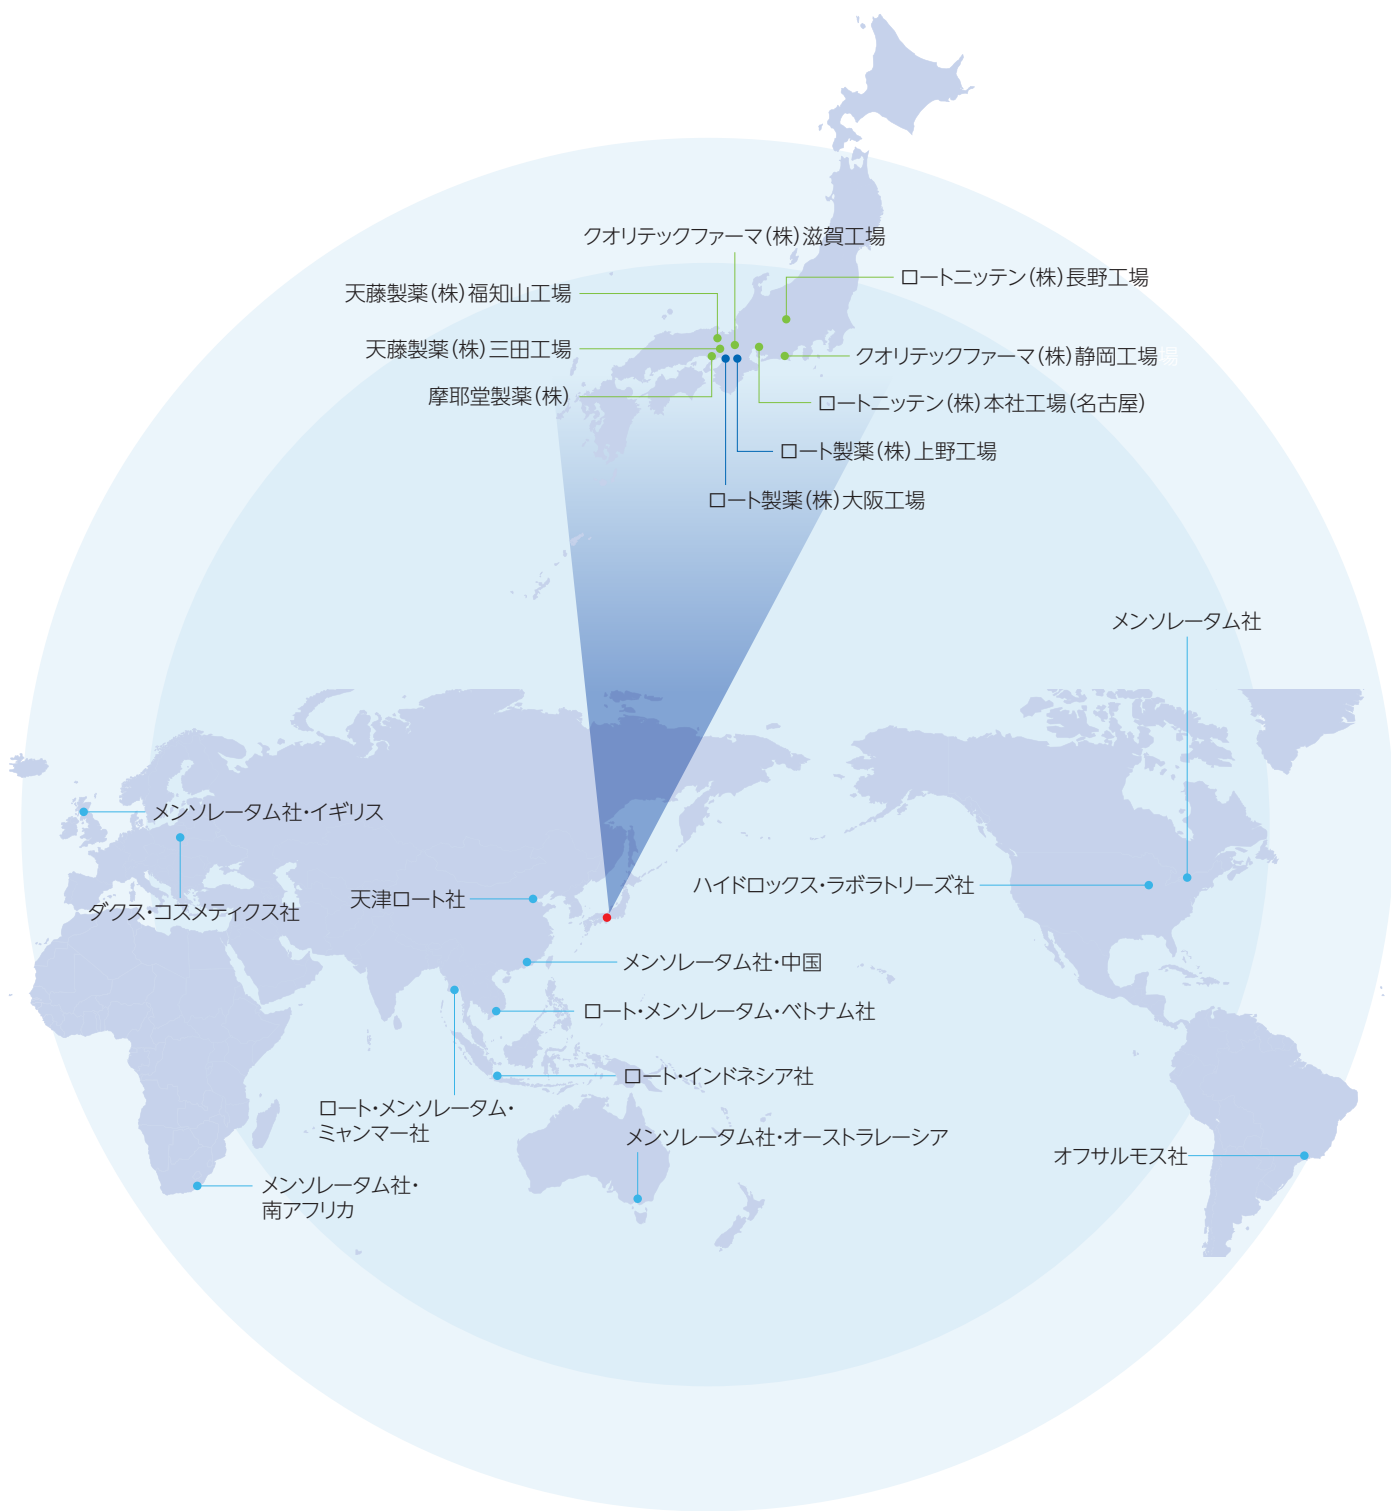 クオリテックファーマ(株)滋賀工場
ロートニッテン(株)長野工場
天藤製薬(株)福知山工場
天藤製薬(株)三田工場
クオリテックファーマ(株)静岡工場
摩耶堂製薬(株)
ロートニッテン(株)本社工場(名古屋)
ロート製薬(株)上野工場
ロート製薬(株)大阪工場
メンソレータム社
メンソレータム社・イギリス
ダクス・コスメティクス社
天津ロート社
ハイドロックス・ラボラトリーズ社
メンソレータム社・中国
ロート・メンソレータム・ベトナム社
ロート・インドネシア社
ロート・メンソレータム・
ミャンマー社
メンソレータム社・オーストラレーシア
オフサルモス社
メンソレータム社・
南アフリカ